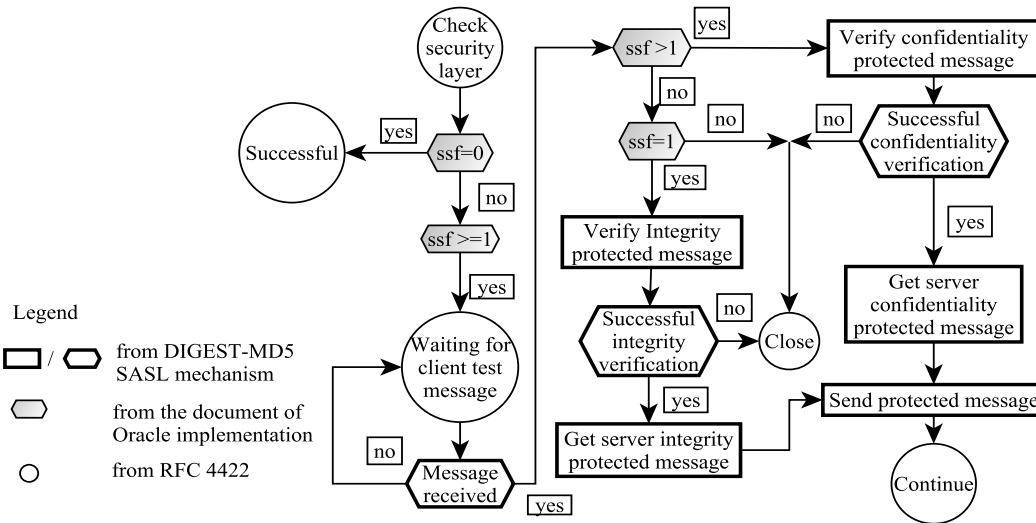 Check
security
layer
yes
Successful
ssf=0
no
ssf >=1
yes
Waiting for
client test
message
no
Message
received
yes
ssf >1
yes
no
ssf=1
no
yes
Verify Integrity
protected message
Successful
integrity
verification
no
yes
Get server integrity
protected message
Close
Verify confidentiality
protected message
no
Successful
confidentiality
verification
yes
Get server
confidentiality
protected message
Send protected message
Continue
Legend
/
from DIGEST-MD5
SASL mechanism
from the document of
Oracle implementation
from RFC 4422